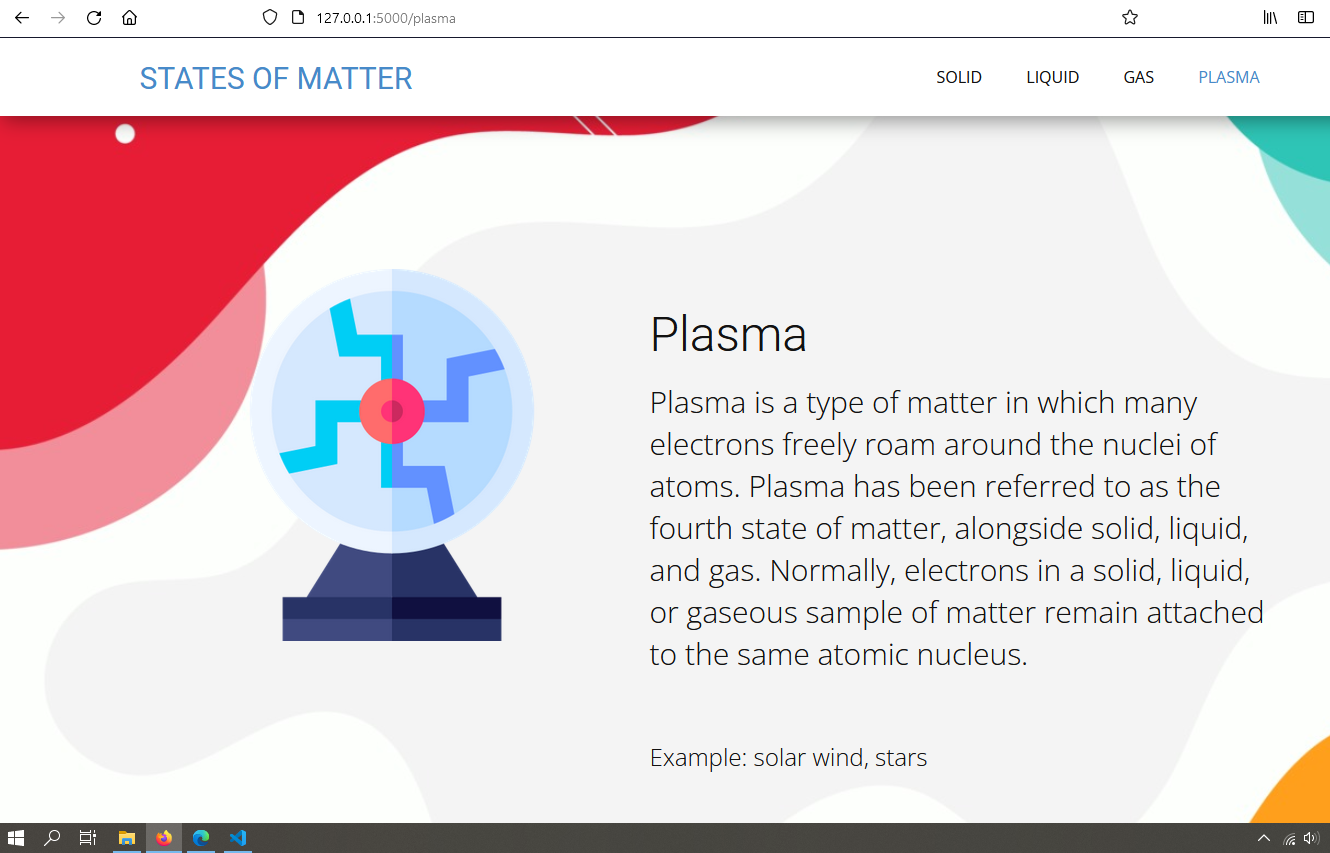 127.0.0.1:5000/plasma
STATES OF MATTER
SOLID LIQUID GAS PLASMA
Plasma
Plasma is a type of matter in which many
electrons freely roam around the nuclei of
atoms. Plasma has been referred to as the
fourth state of matter, alongside solid, liquid,
and gas. Normally, electrons in a solid, liquid,
or gaseous sample of matter remain attached
to the same atomic nucleus.
Example: solar wind, stars